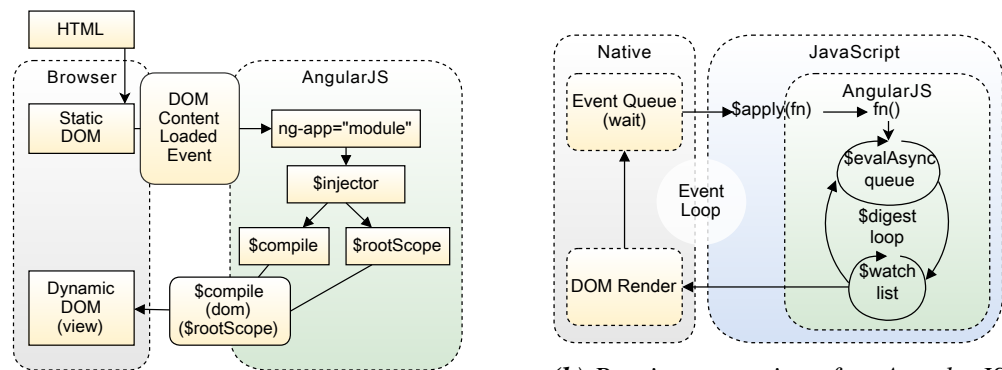 HTML
Browser
AngularJS
Static
DOM
DOM
Content
Loaded
Event
ng-app="module"
$injector
$compile
$rootScope
Dynamic
DOM
(view)
$compile
(dom)
($rootScope)
Native
JavaScript
Event Queue
(wait)
$apply(fn)
AngularJS
fn()
$evalAsync
queue
Event
Loop
$digest
loop
DOM Render
$watch
list